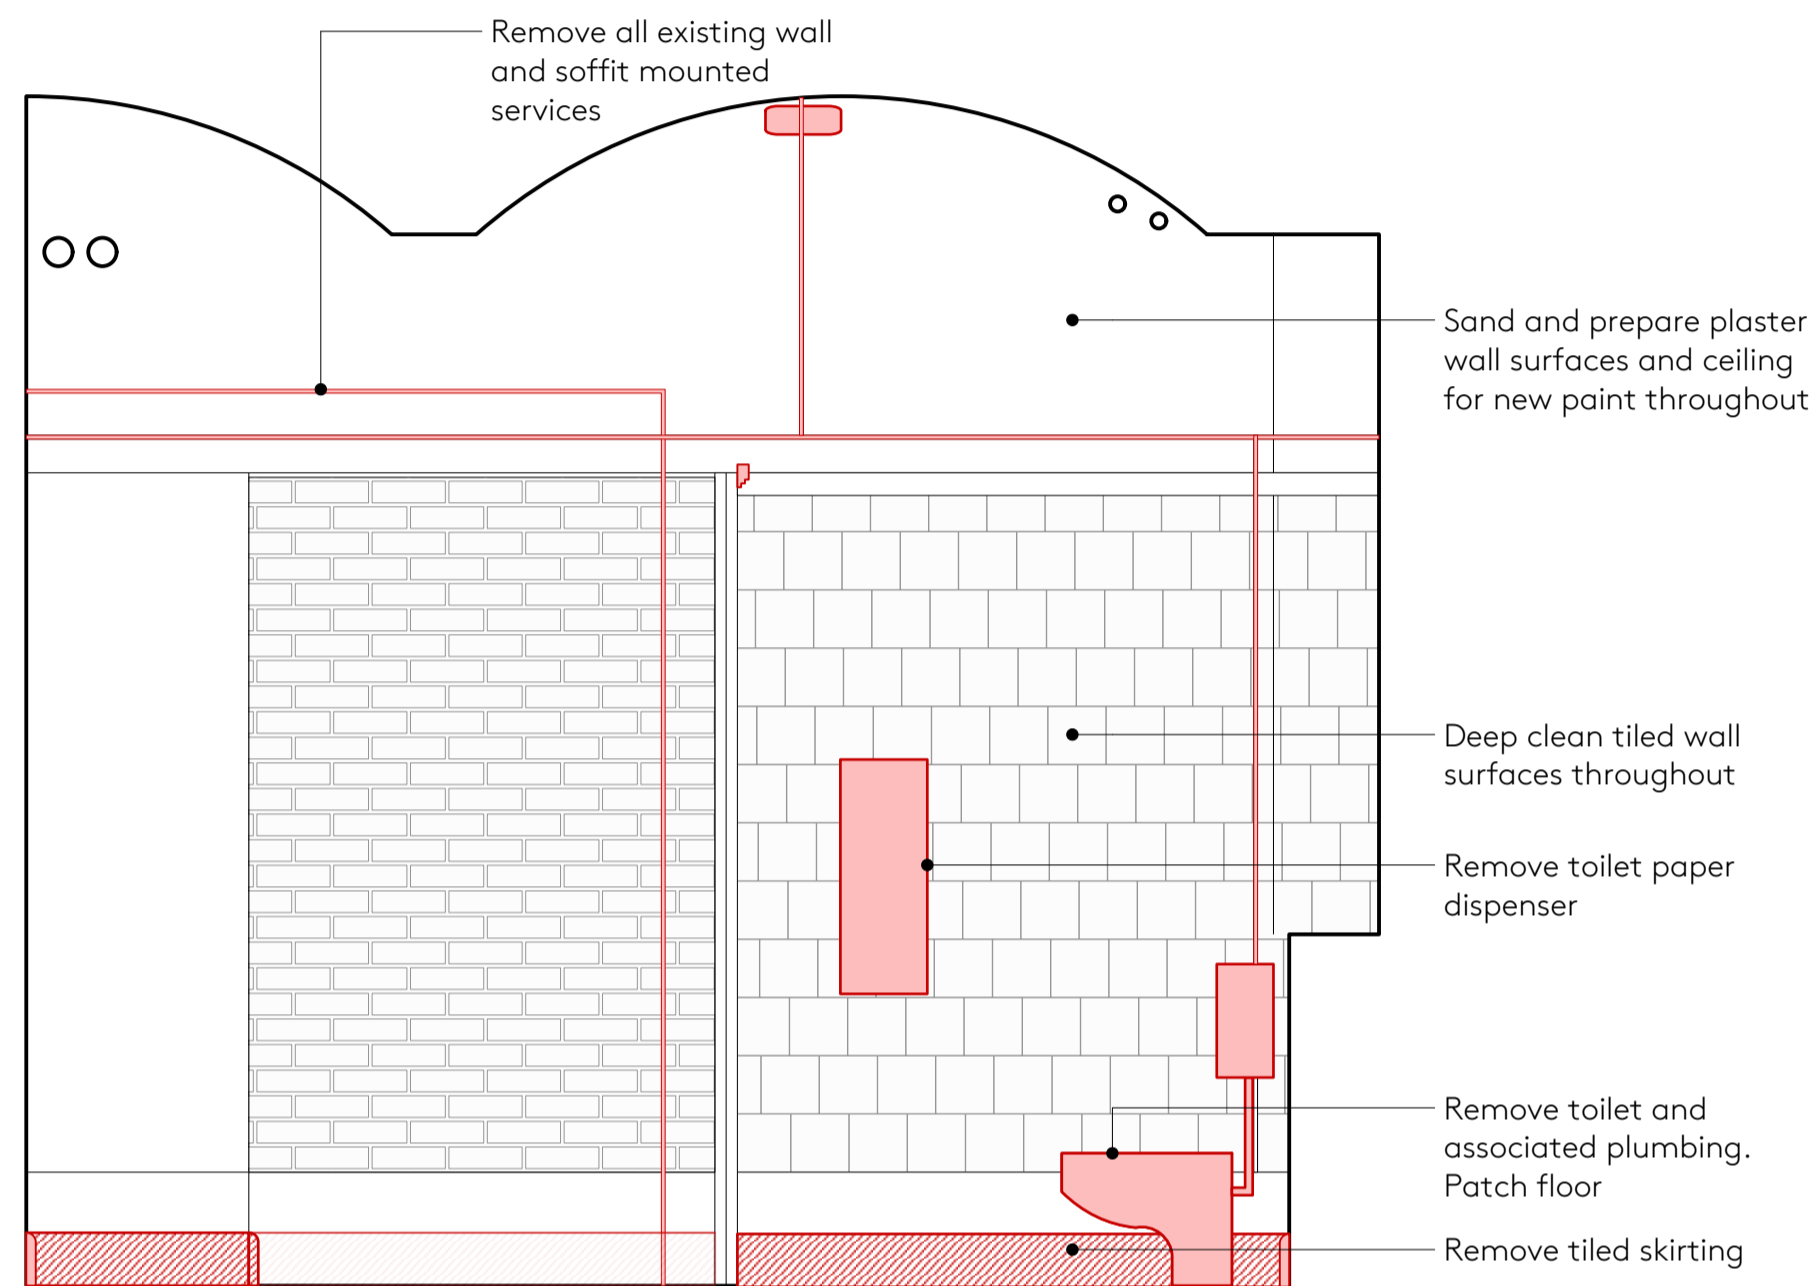 Remove all existing wall
and soffit mounted
services
Sand and prepare plaster
wall surfaces and ceiling
for new paint throughout
Deep clean tiled wall
surfaces throughout
Remove toilet paper
dispenser
Remove toilet and
associated plumbing.
Patch floor
Remove tiled skirting